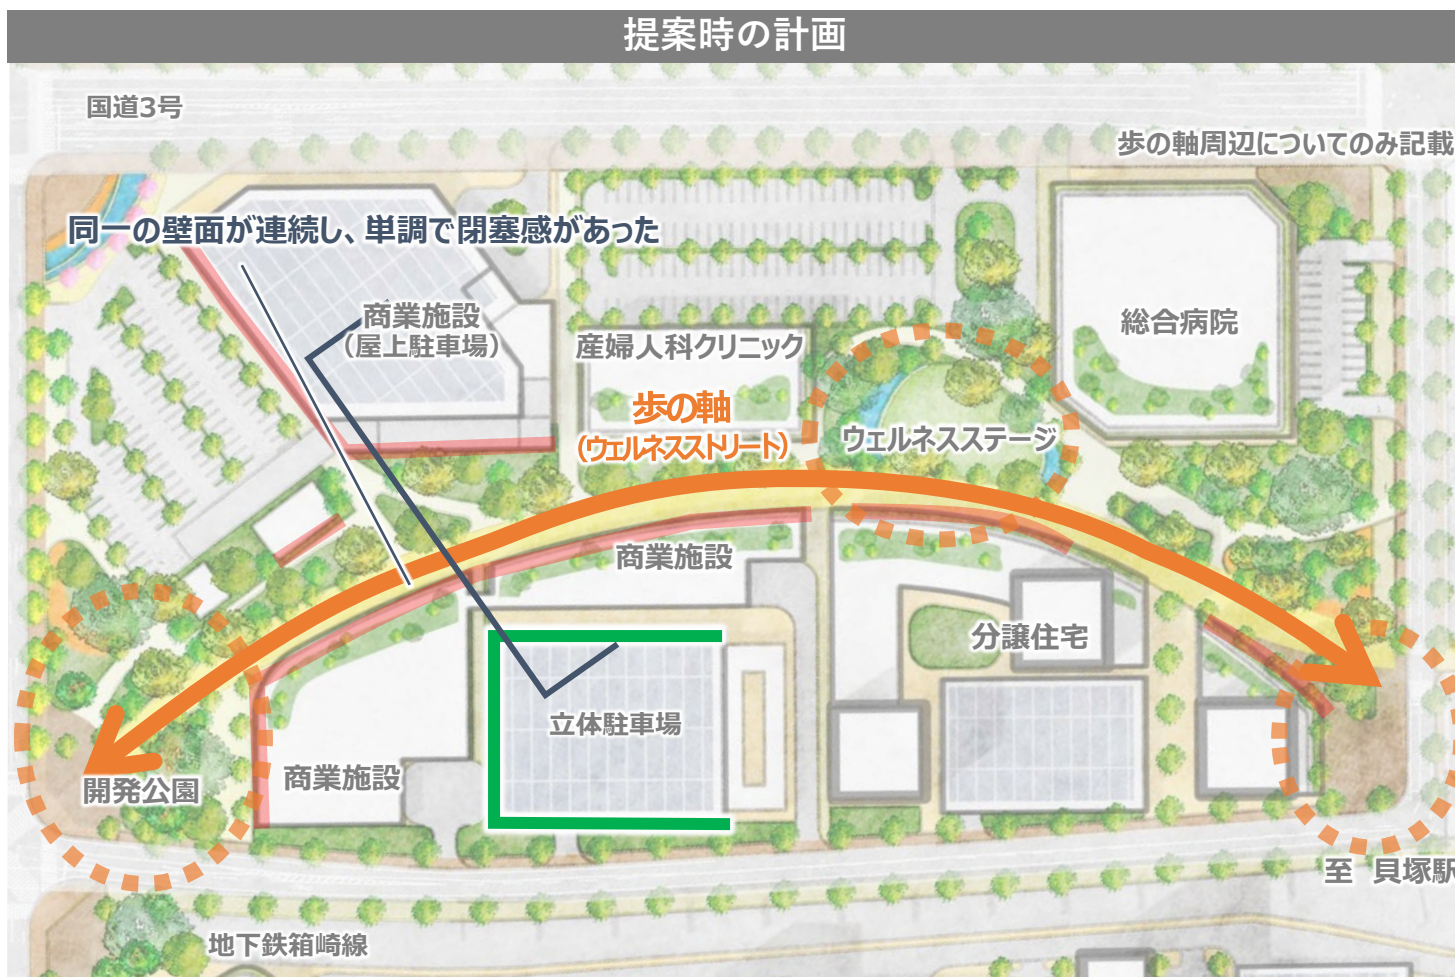 提案時の計画
国道3号
歩の軸周辺についてのみ記載
同一の壁面が連続し、単調で閉塞感があった
商業施設
（屋上駐車場）
産婦人科クリニック
総合病院
歩の軸
（ウェルネスストリート）
ウェルネスステージ
商業施設
分譲住宅
立体駐車場
商業施設
開発公園
至 貝塚駅
地下鉄箱崎線